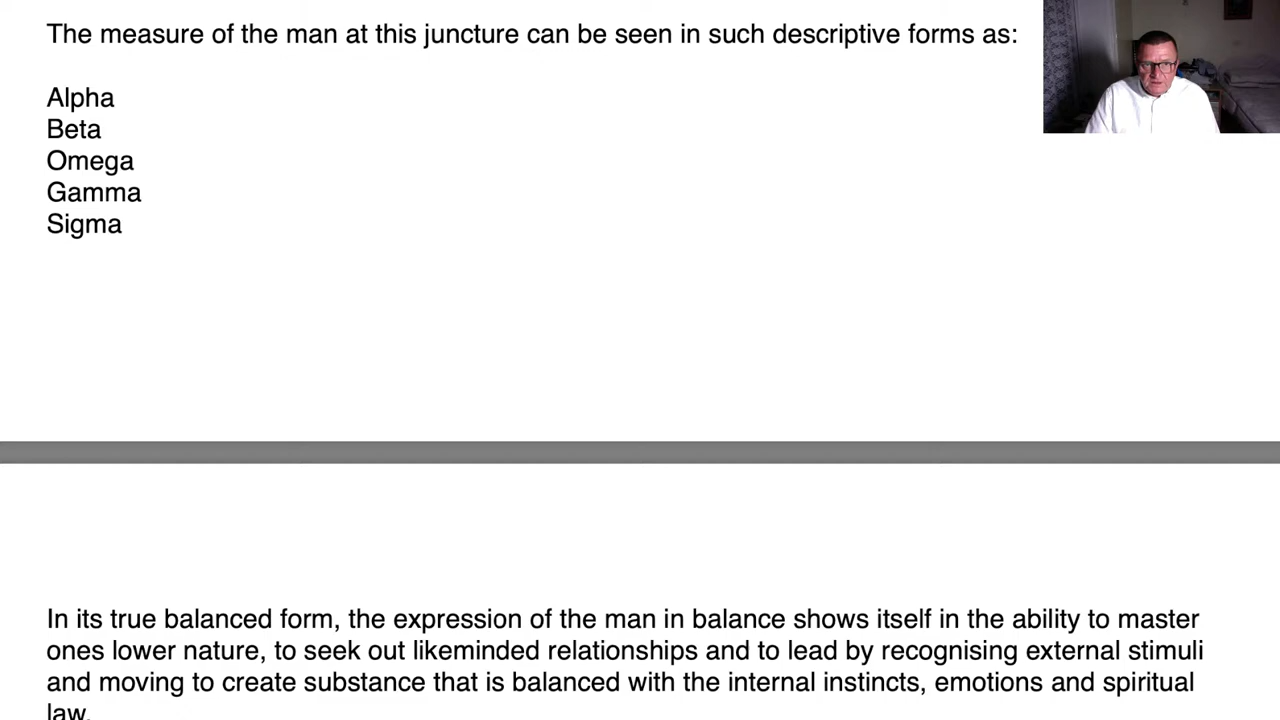 The measure of the man at this juncture can be seen in such descriptive forms as:
Alpha
Beta
Omega
Gamma
Sigma
In its true balanced form, the expression of the man in balance shows itself in the ability to master
ones lower nature, to seek out likeminded relationships and to lead by recognising external stimuli
and moving to create substance that is balanced with the internal instincts, emotions and spiritual
law.